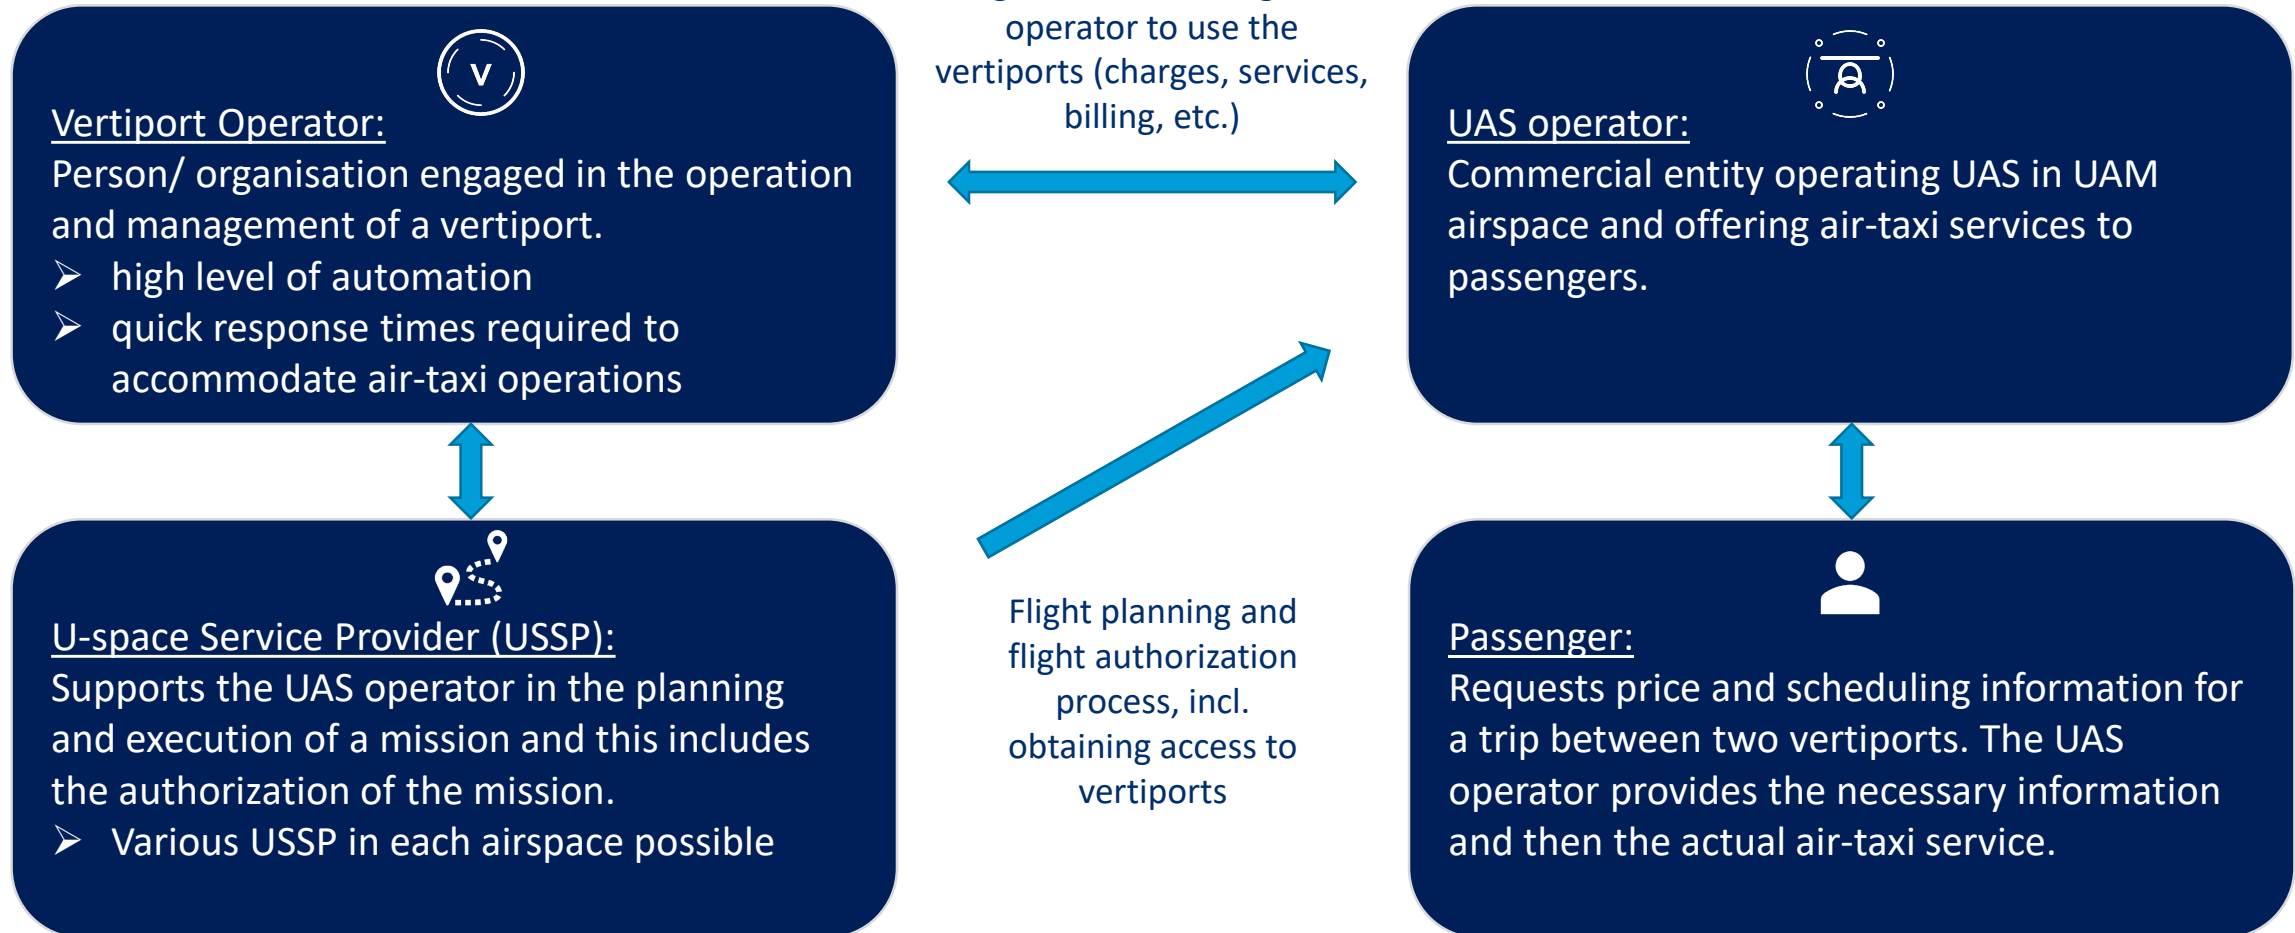 V
Vertiport Operator:
Person/ organisation engaged in the operation
and management of a vertiport.
➢ high level of automation
➢ quick response times required to
accommodate air-taxi operations
operator to use the
vertiports (charges, services,
billing, etc.)
UAS operator:
Commercial entity operating UAS in UAM
airspace and offering air-taxi services to
passengers.
U-space Service Provider (USSP):
Supports the UAS operator in the planning
and execution of a mission and this includes
the authorization of the mission.
➢ Various USSP in each airspace possible
Flight planning and
flight authorization
process, incl.
obtaining access to
vertiports
Passenger:
Requests price and scheduling information for
a trip between two vertiports. The UAS
operator provides the necessary information
and then the actual air-taxi service.